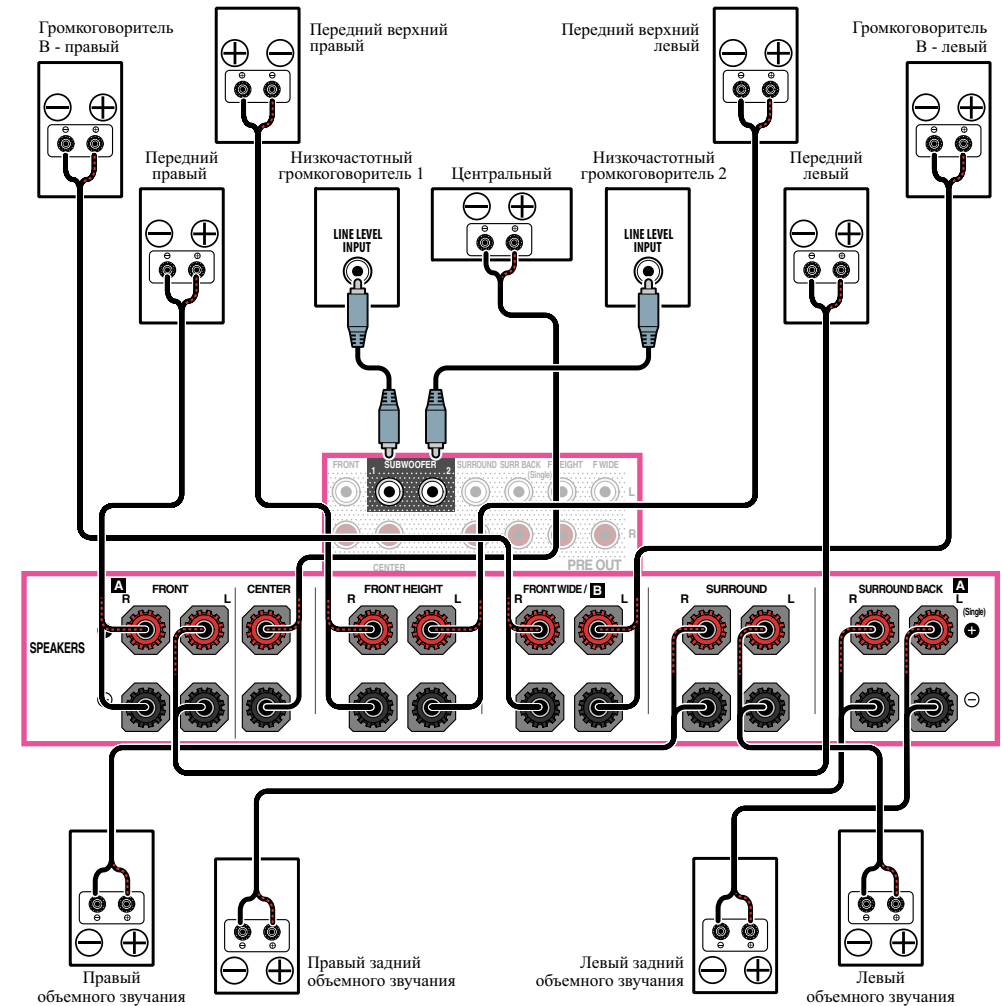 Громкоговоритель
В - правый
Передний верхний
правый
Передний верхний
левый
Громкоговоритель
В - левый
Передний
правый
Низкочастотный
громкоговоритель 1
Центральный
Низкочастотный
громкоговоритель 2
Передний
левый
LINE LEVEL
INPUT
LINE LEVEL
INPUT
FRONT
1 SUBWOOFER 2
SURROUND
SURR BACK
(Single)
F WIDE
L
R
CENTER
PRE OUT
SPEAKERS
A FRONT
R L
CENTER
FRONT HEIGHT
R L
FRONT WIDE / B
R L
SURROUND
R L
SURROUND BACK A
R L
(Single)
Правый
объемного звучания
Правый задний
объемного звучания
Левый задний
объемного звучания
Левый
объемного звучания